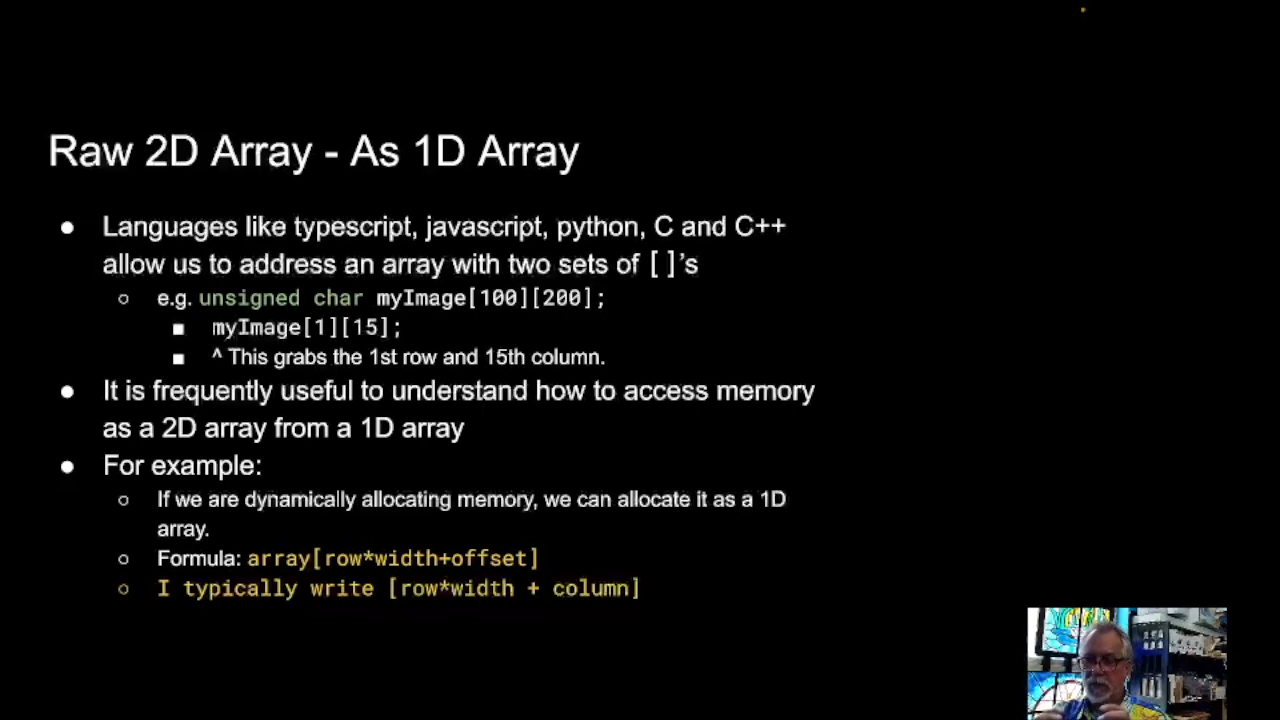 Raw 2D Array - As 1D Array
● Languages like typescript, javascript, python, C and C++
allow us to address an array with two sets of [ ]’s
○ e.g. unsigned char myImage[100][200];
■ myImage[1][15];
■ ^ This grabs the 1st row and 15th column.
● It is frequently useful to understand how to access memory
as a 2D array from a 1D array
● For example:
○ If we are dynamically allocating memory, we can allocate it as a 1D
array.
○ Formula: array[row*width+offset]
○ I typically write [row*width + column]